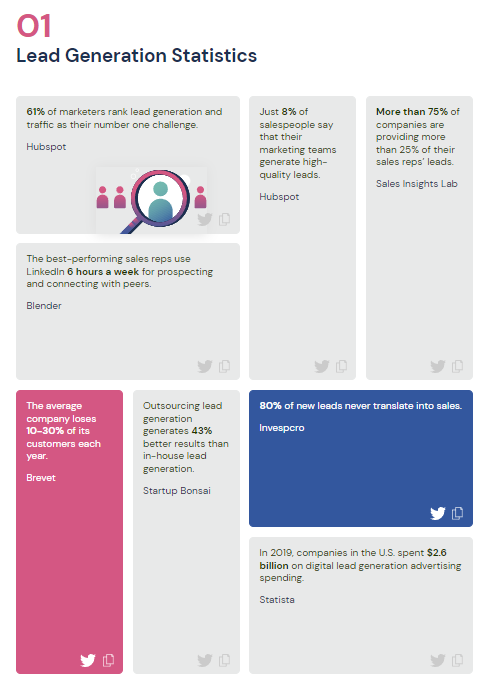 01
Lead Generation Statistics
61% of marketers rank lead generation and
traffic as their number one challenge.
Hubspot
Just 8% of
salespeople say
that their
marketing teams
generate high-
quality leads.
Hubspot
More than 75% of
companies are
providing more
than 25% of their
sales reps' leads.
Sales Insights Lab
The best-performing sales reps use
LinkedIn 6 hours a week for prospecting
and connecting with peers.
Blender
The average
company loses
10–30% of its
customers each
year.
Brevet
Outsourcing lead
generation
generates 43%
better results than
in-house lead
generation.
Startup Bonsai
80% of new leads never translate into sales.
Invespcro
In 2019, companies in the U.S. spent $2.6
billion on digital lead generation advertising
spending.
Statista